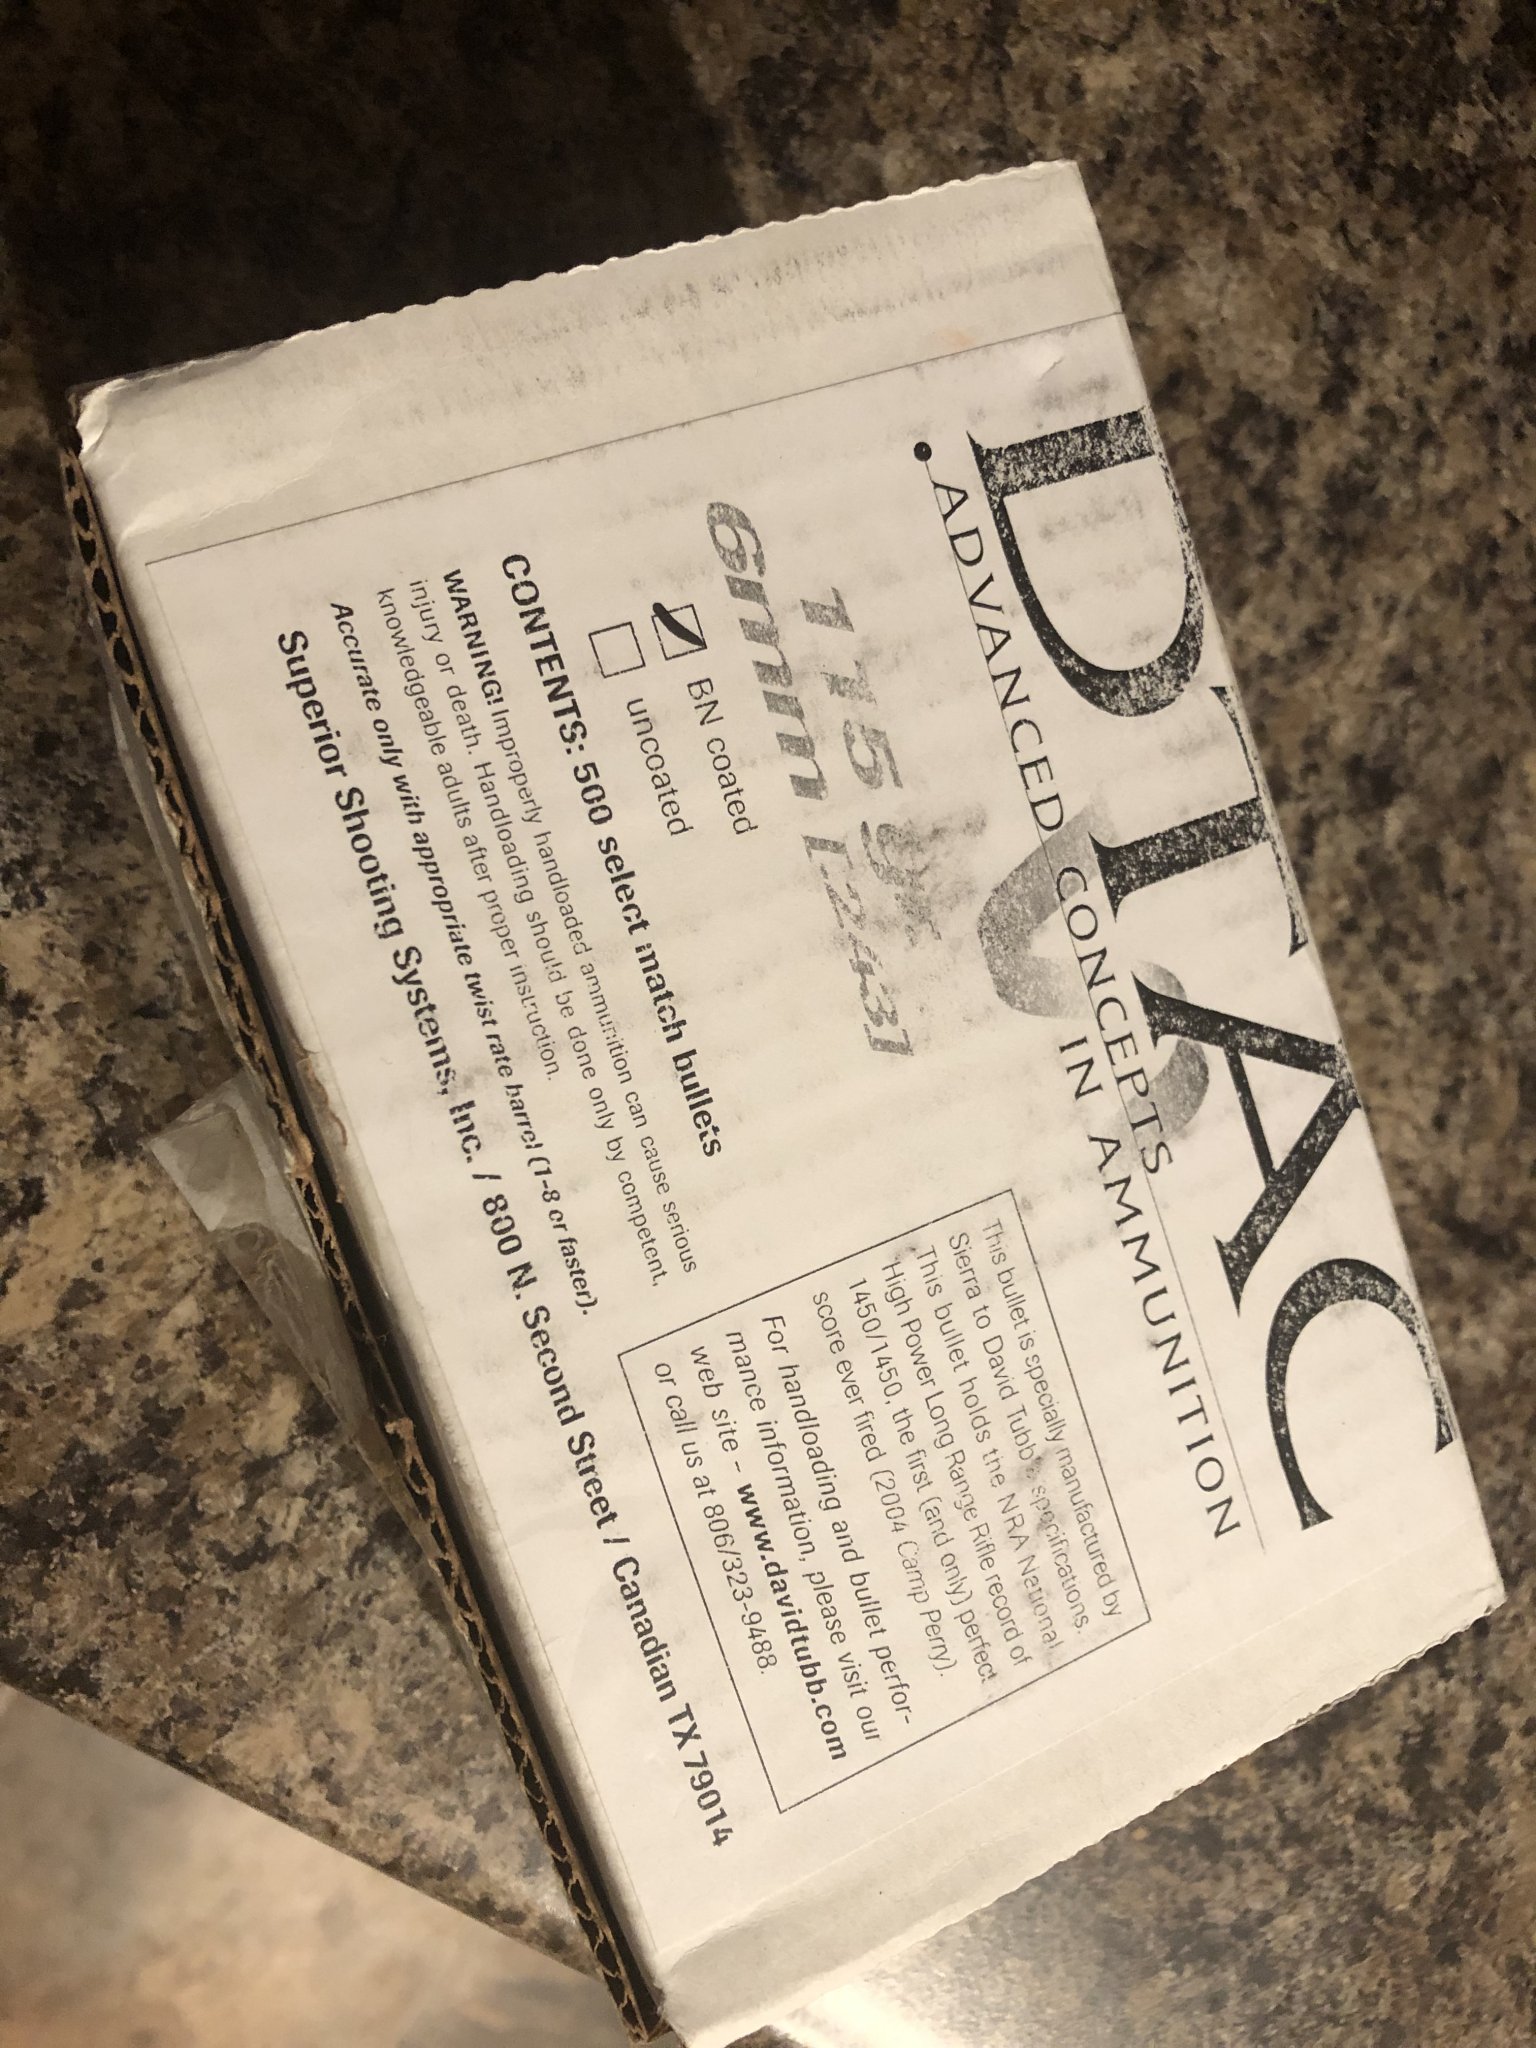 DTAC
ADVANCED CONCEPTS
IN AMMUNITION
115 gr.
6mm [.243]
BN coated
uncoated
CONTENTS: 500 select match bullets
WARNING! Improperly handloaded ammunition can cause serious
injury or death. Handloading should be done only by competent,
knowledgeable adults after proper instruction.
Accurate only with appropriate twist rate barrel (1-8 or faster).
This bullet is specially manufactured by
Sierra to David Tubb's specifications.
This bullet holds the NRA National
High Power Long Range Rifle record of
1450/1450, the first (and only) perfect
score ever fired (2004 Camp Perry).
For handloading and bullet perfor-
mance information, please visit our
web site – www.davidtubb.com
or call us at 806/323-9488.
Superior Shooting Systems, Inc. / 800 N. Second Street / Canadian TX 79014